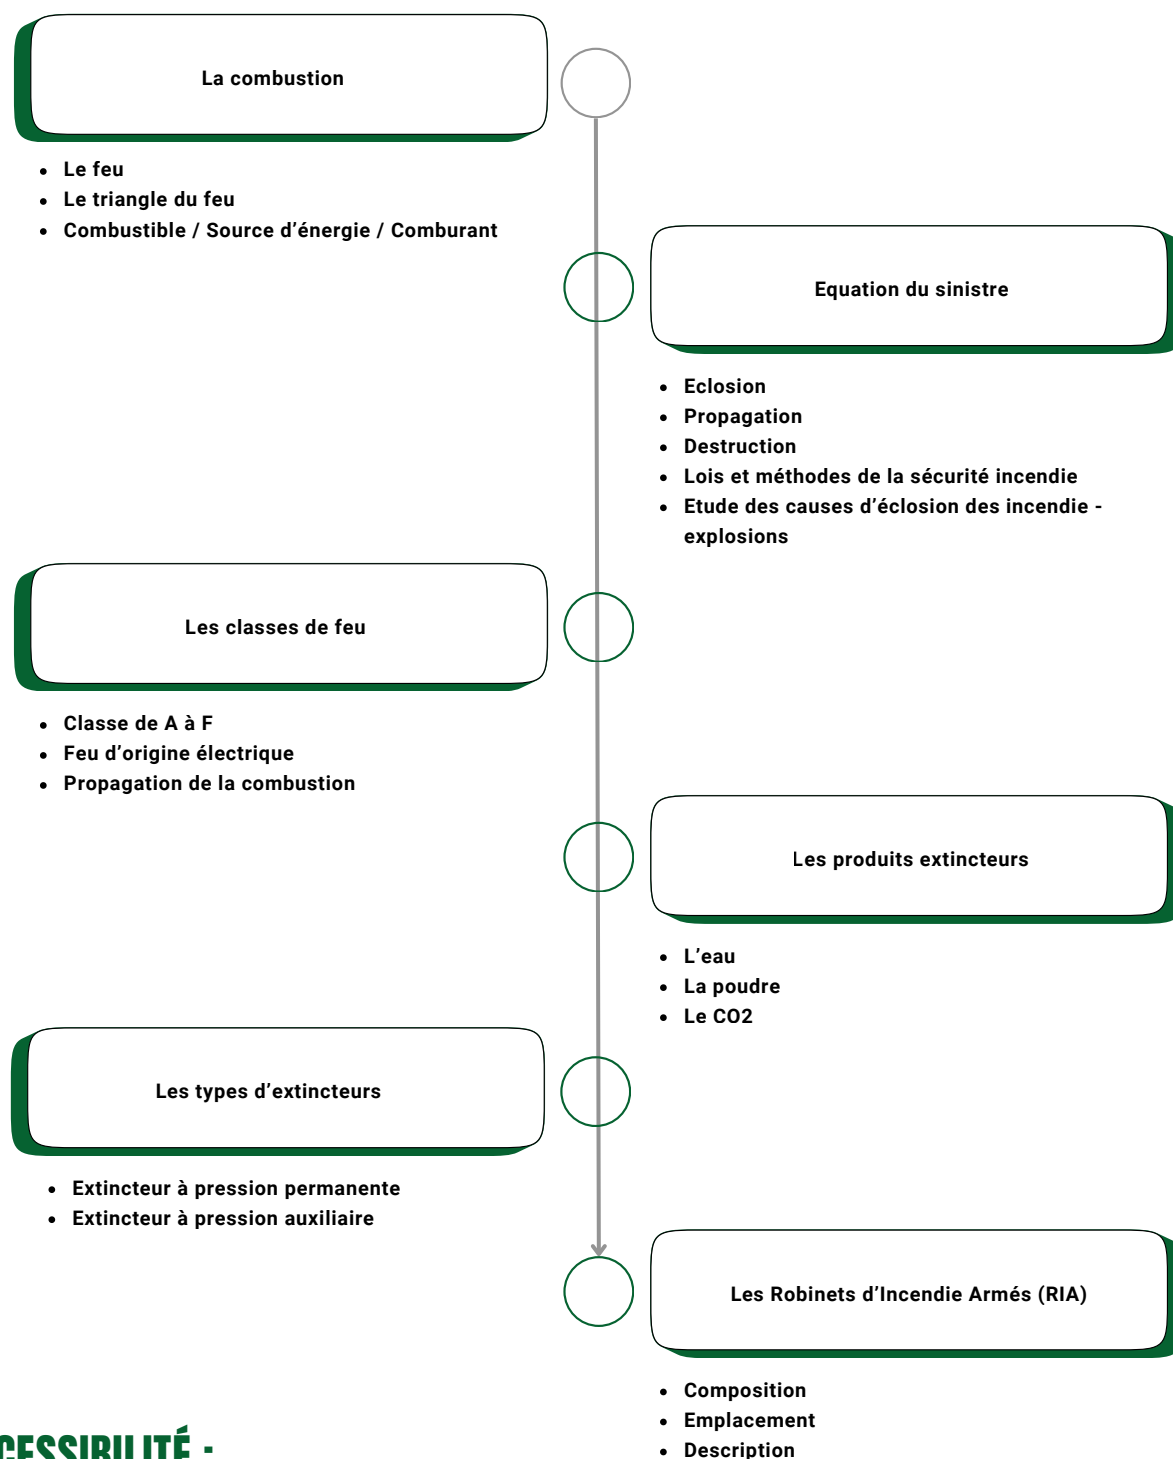 La combustion
• Le feu
• Le triangle du feu
• Combustible / Source d’énergie / Comburant
Equation du sinistre
• Eclosion
• Propagation
• Destruction
• Lois et méthodes de la sécurité incendie
• Etude des causes d’éclosion des incendie -
explosions
Les classes de feu
• Classe de A à F
• Feu d’origine électrique
• Propagation de la combustion
Les produits extincteurs
• L’eau
• La poudre
• Le CO2
Les types d’extincteurs
• Extincteur à pression permanente
• Extincteur à pression auxiliaire
Les Robinets d’Incendie Armés (RIA)
• Composition
• Emplacement
• Description
CESSIBILITÉ :